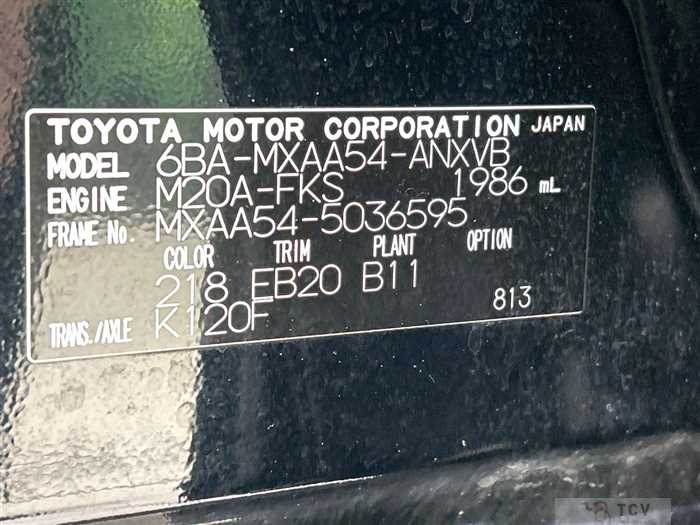 TOYOTA MOTOR CORPORATION JAPAN
MODEL 6BA-MXAA54-ANXVB
ENGINE M20A-FKS 1986 mL
FRAME No. MXAA54-5036595
COLOR TRIM PLANT OPTION
218 EB20 B11
TRANS./AXLE K120F 813
TCV